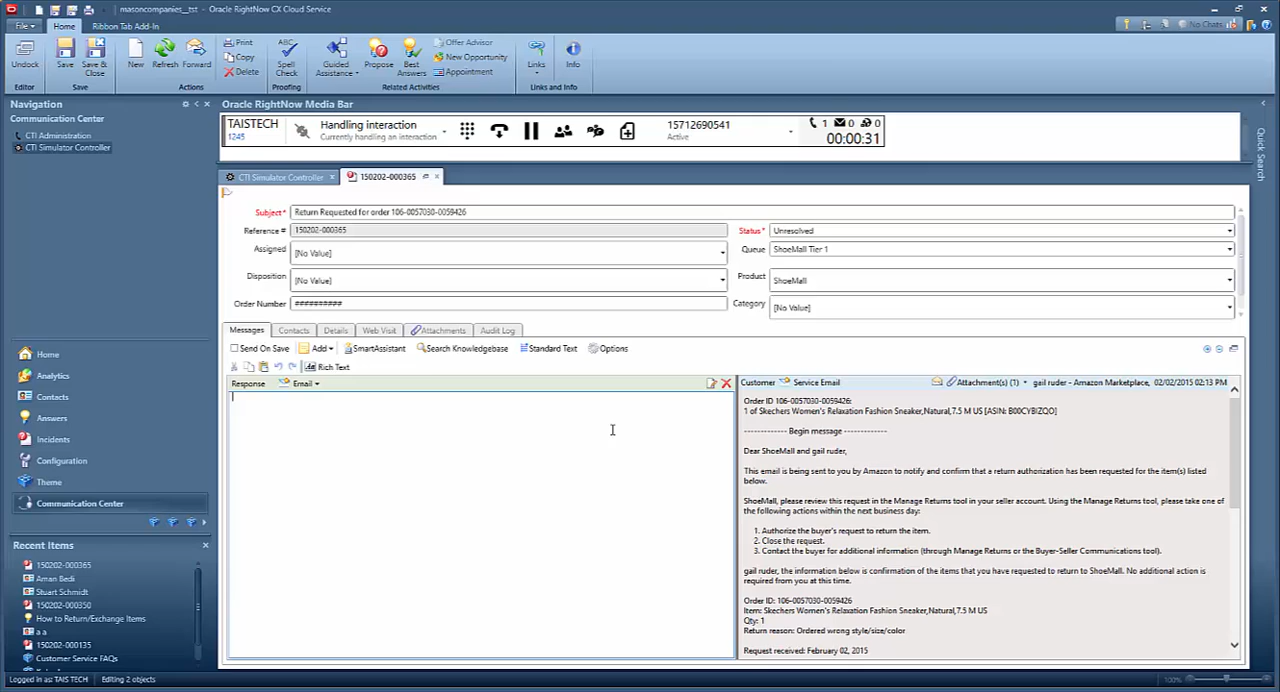 masoncompanies__tst Oracle RightNow CX Cloud Service
File Home Ribbon Tab Add-In No Chats
Undock Save Save & Close New Refresh Forward Print Copy Delete ABC Spell Check Guided Assistance Propose Best Answers Offer Advisor New Opportunity Appointment Links Info
Editor Save Actions Proofing Related Activities Links and Info
Navigation
Communication Center
CTI Administration
CTI Simulator Controller
Home
Analytics
Contacts
Answers
Incidents
Configuration
Theme
Communication Center
Recent Items
150202-000365
Aman Bedi
Stuart Schmidt
150202-000350
How to Return/Exchange Items
a a
150202-000135
Customer Service FAQs
Oracle RightNow Media Bar
TAISTECH
1245
Handling interaction
Currently handling an interaction
15712690541
Active
1 0 0
00:00:31
Quick Search
CTI Simulator Controller 150202-000365
Subject* Return Requested for order 106-0057030-0059426
Reference # 150202-000365 Status* Unresolved
Assigned [No Value] Queue ShoeMall Tier 1
Disposition [No Value] Product ShoeMall
Order Number ########## Category [No Value]
Messages Contacts Details Web Visit Attachments Audit Log
Send On Save Add SmartAssistant Search Knowledgebase Standard Text Options
Rich Text
Response Email
Customer Service Email Attachment(s) (1) gail ruder - Amazon Marketplace, 02/02/2015 02:13 PM
Order ID 106-0057030-0059426:
1 of Skechers Women's Relaxation Fashion Sneaker,Natural,7.5 M US [ASIN: B00CYBIZQO]
------------- Begin message -------------
Dear ShoeMall and gail ruder,
This email is being sent to you by Amazon to notify and confirm that a return authorization has been requested for the item(s) listed
below.
ShoeMall, please review this request in the Manage Returns tool in your seller account. Using the Manage Returns tool, please take one of
the following actions within the next business day:
1. Authorize the buyer's request to return the item.
2. Close the request.
3. Contact the buyer for additional information (through Manage Returns or the Buyer-Seller Communications tool).
gail ruder, the information below is confirmation of the items that you have requested to return to ShoeMall. No additional action is
required from you at this time.
Order ID: 106-0057030-0059426
Item: Skechers Women's Relaxation Fashion Sneaker,Natural,7.5 M US
Qty: 1
Return reason: Ordered wrong style/size/color
Request received: February 02, 2015
Logged in as: TAIS TECH Editing 2 objects 100%